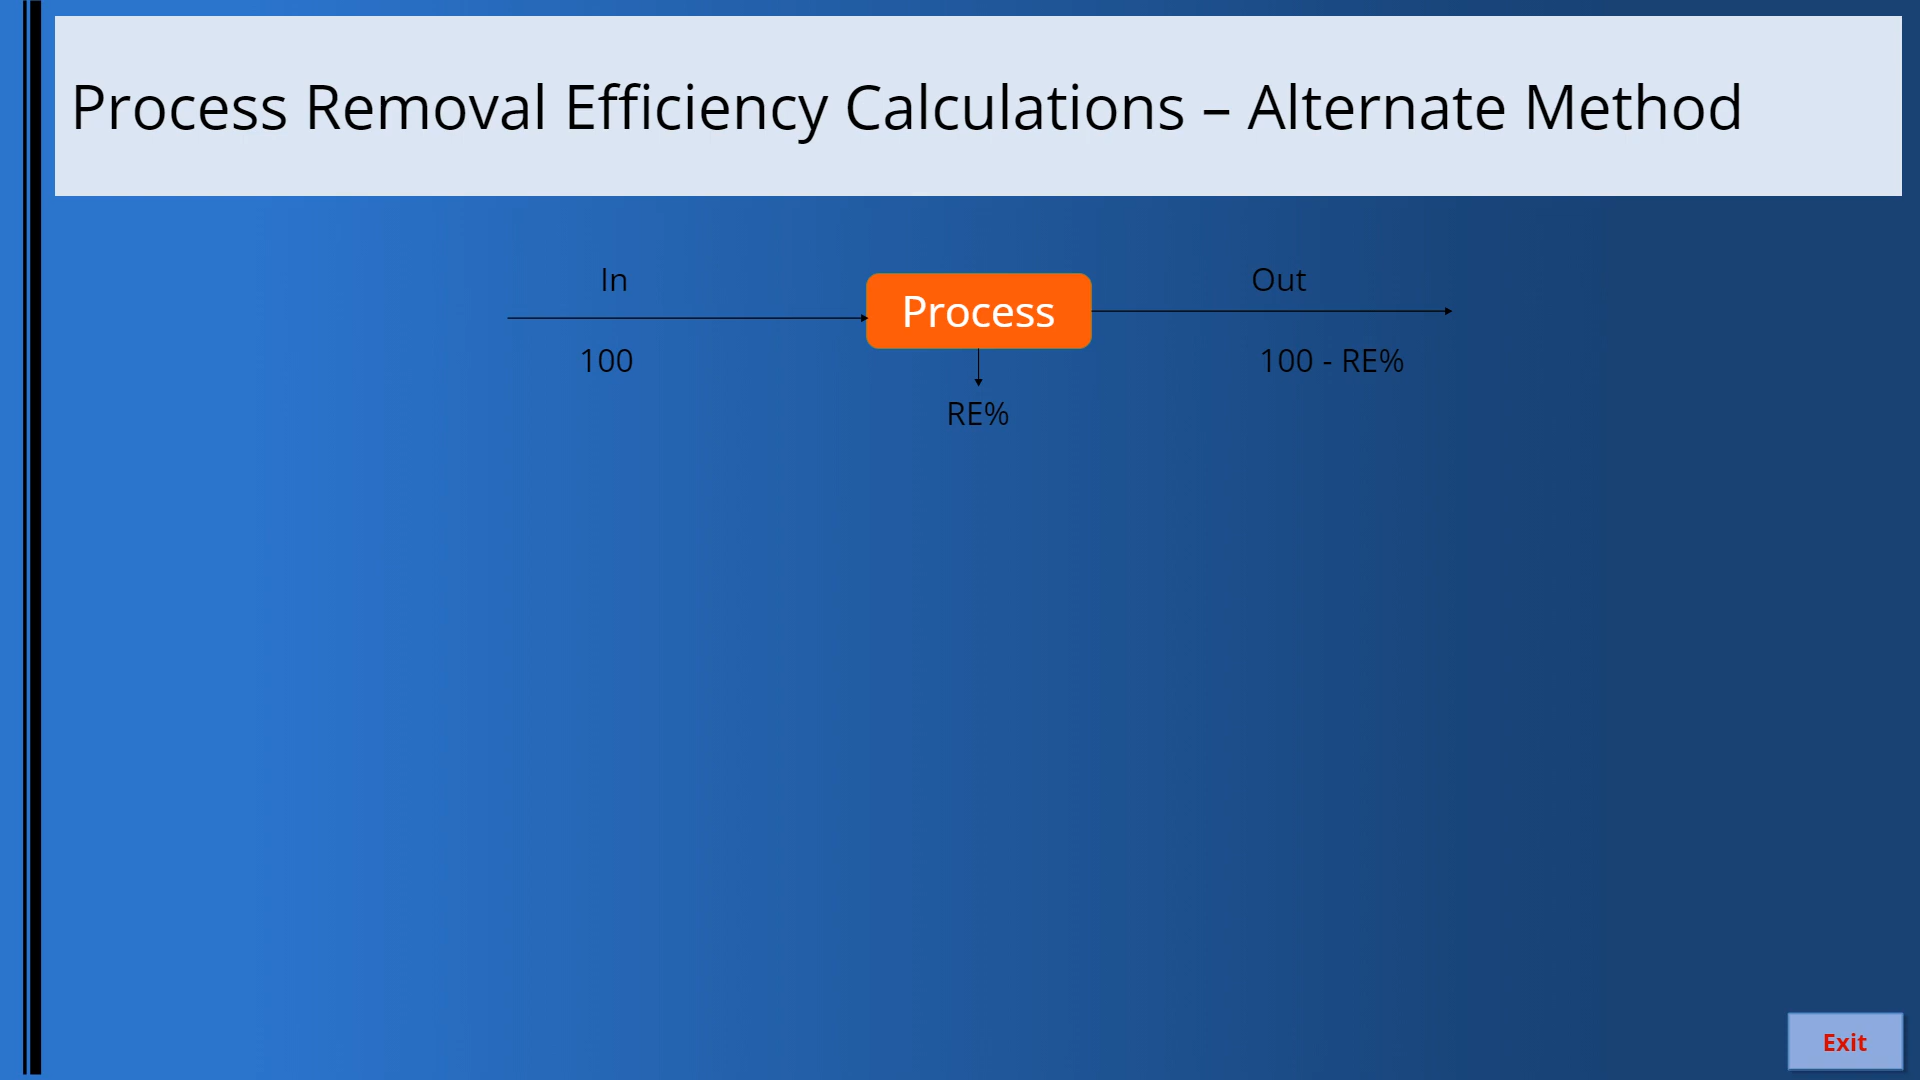 Process Removal Efficiency Calculations – Alternate Method
In
Process
Out
100
100 - RE%
RE%
Exit